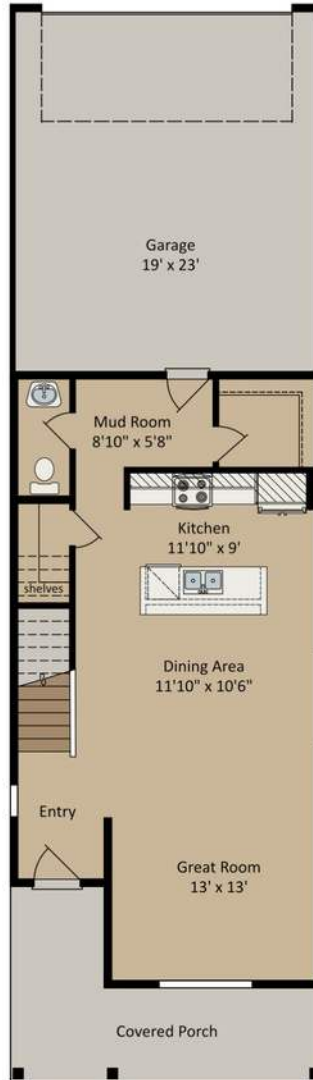 Garage
19' x 23'
Mud Room
8'10" x 5'8"
Kitchen
11'10" x 9'
shelves
Dining Area
11'10" x 10'6"
Entry
Great Room
13' x 13'
Covered Porch